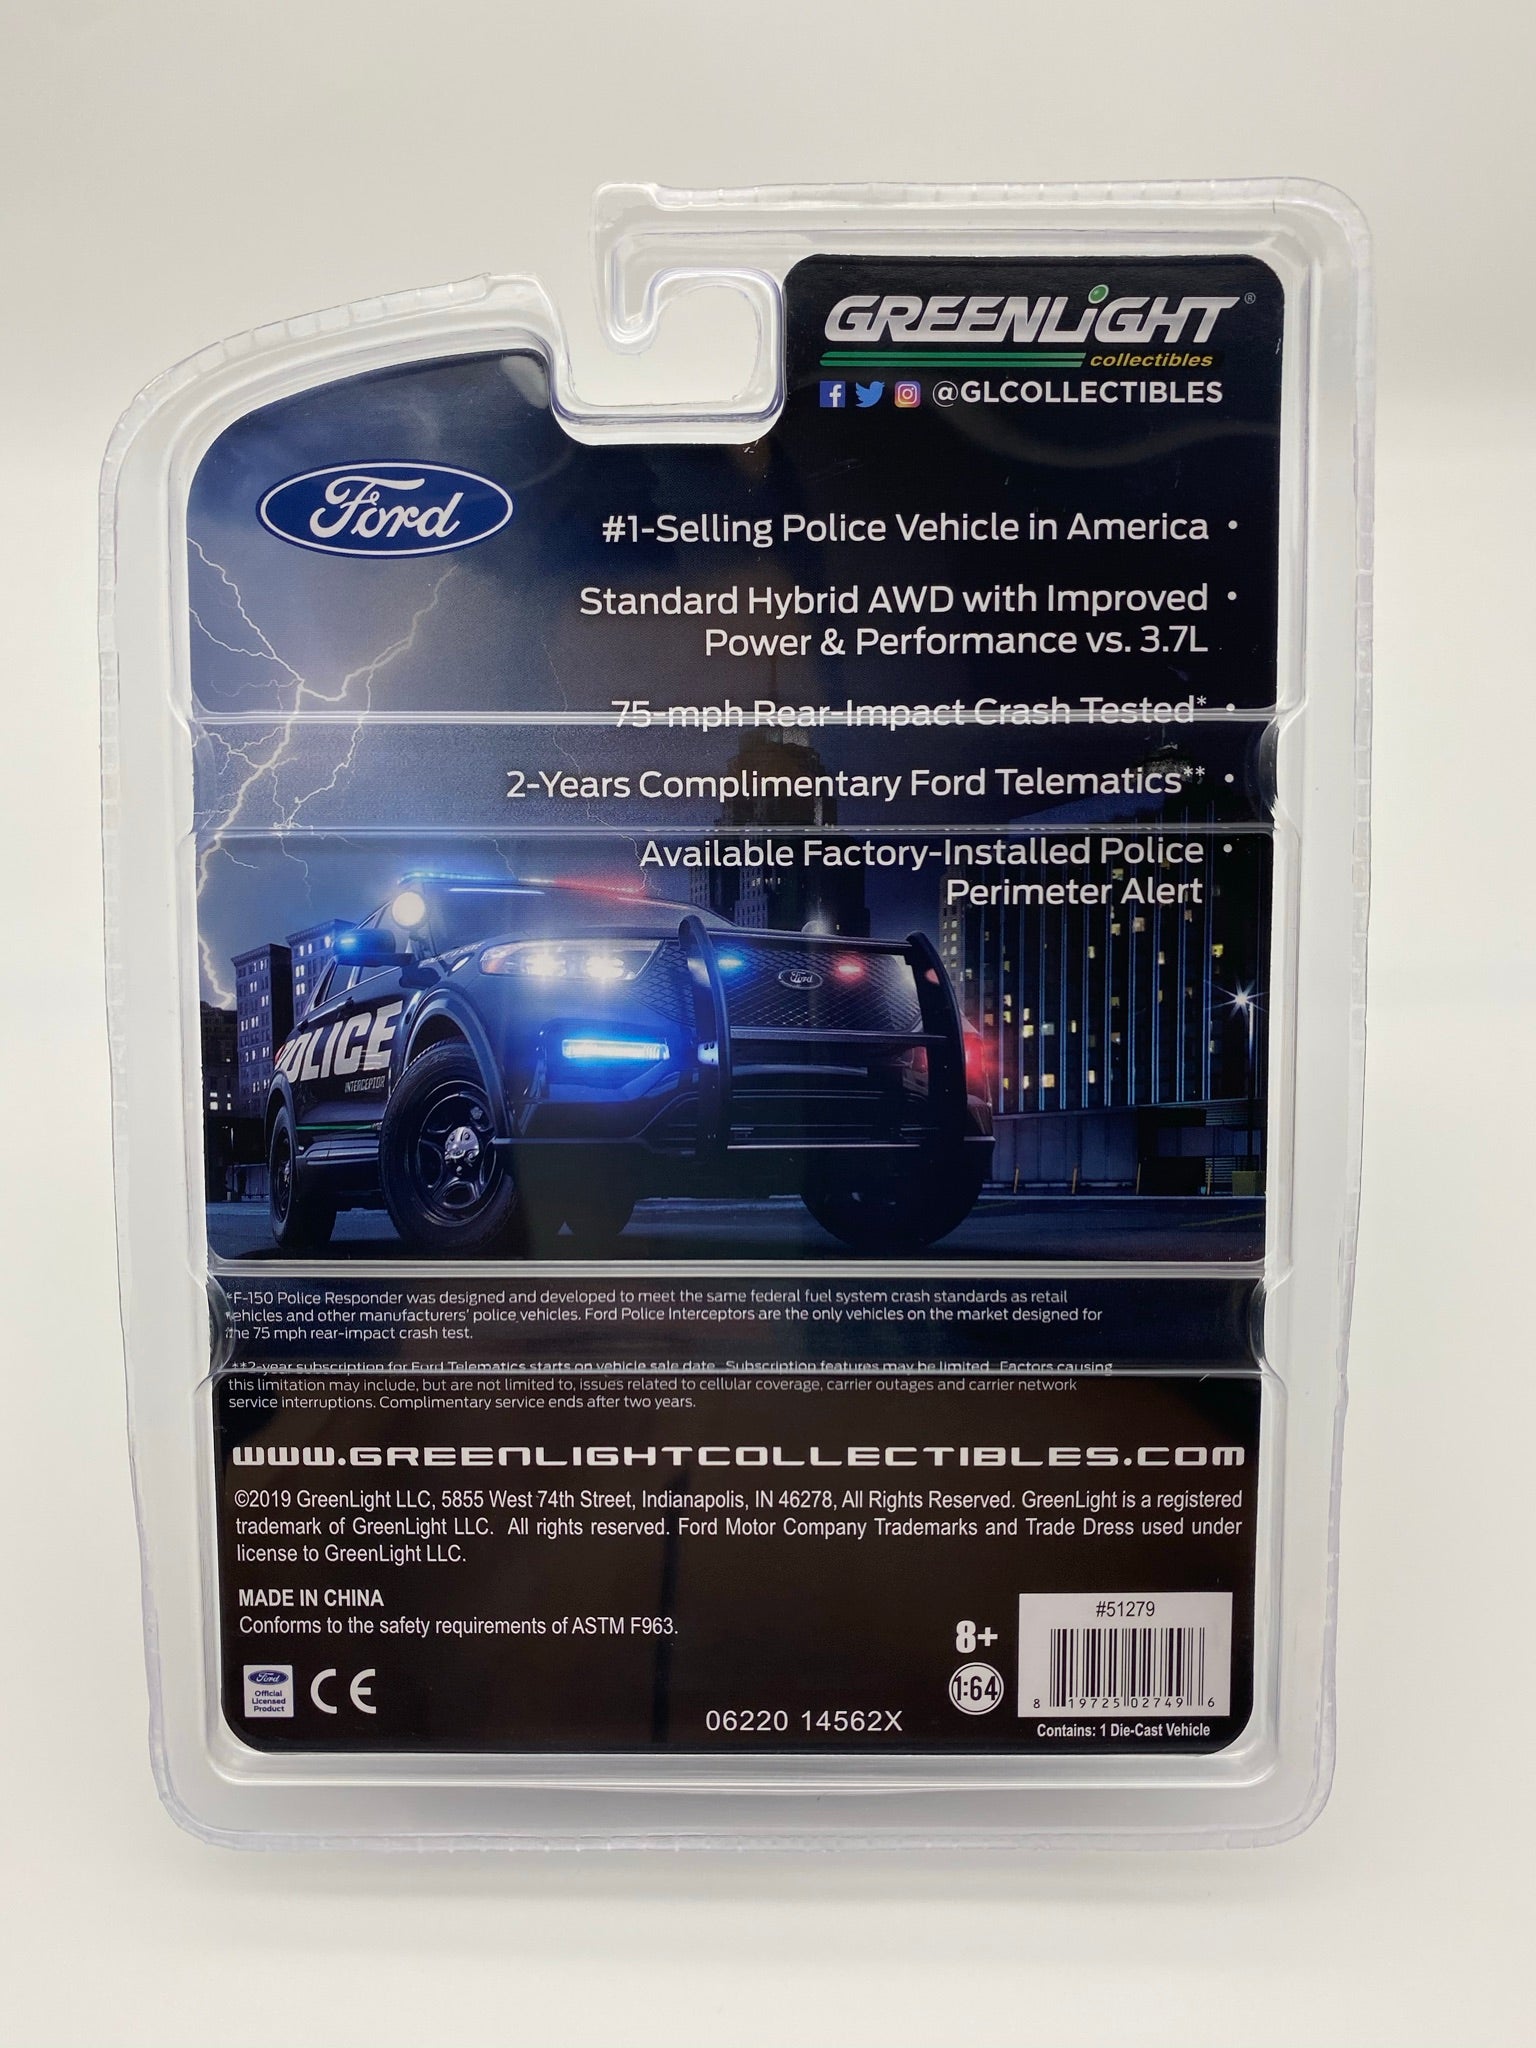 GREENLiGHT®
collectibles
@GLCOLLECTIBLES
Ford
#1-Selling Police Vehicle in America •
Standard Hybrid AWD with Improved •
Power & Performance vs. 3.7L
75-mph Rear-Impact Crash Tested* •
2-Years Complimentary Ford Telematics** •
Available Factory-Installed Police •
Perimeter Alert
Ford
POLICE
INTERCEPTOR
*F-150 Police Responder was designed and developed to meet the same federal fuel system crash standards as retail
vehicles and other manufacturers' police vehicles. Ford Police Interceptors are the only vehicles on the market designed for
the 75 mph rear-impact crash test.
**2-year subscription for Ford Telematics starts on vehicle sale date. Subscription features may be limited. Factors causing
this limitation may include, but are not limited to, issues related to cellular coverage, carrier outages and carrier network
service interruptions. Complimentary service ends after two years.
WWW.GREENLIGHTCOLLECTIBLES.COM
©2019 GreenLight LLC, 5855 West 74th Street, Indianapolis, IN 46278, All Rights Reserved. GreenLight is a registered
trademark of GreenLight LLC. All rights reserved. Ford Motor Company Trademarks and Trade Dress used under
license to GreenLight LLC.
MADE IN CHINA
Conforms to the safety requirements of ASTM F963.
Ford
Official
Licensed
Product
CE
06220 14562X
8+
1:64
#51279
8 19725 02749 6
Contains: 1 Die-Cast Vehicle